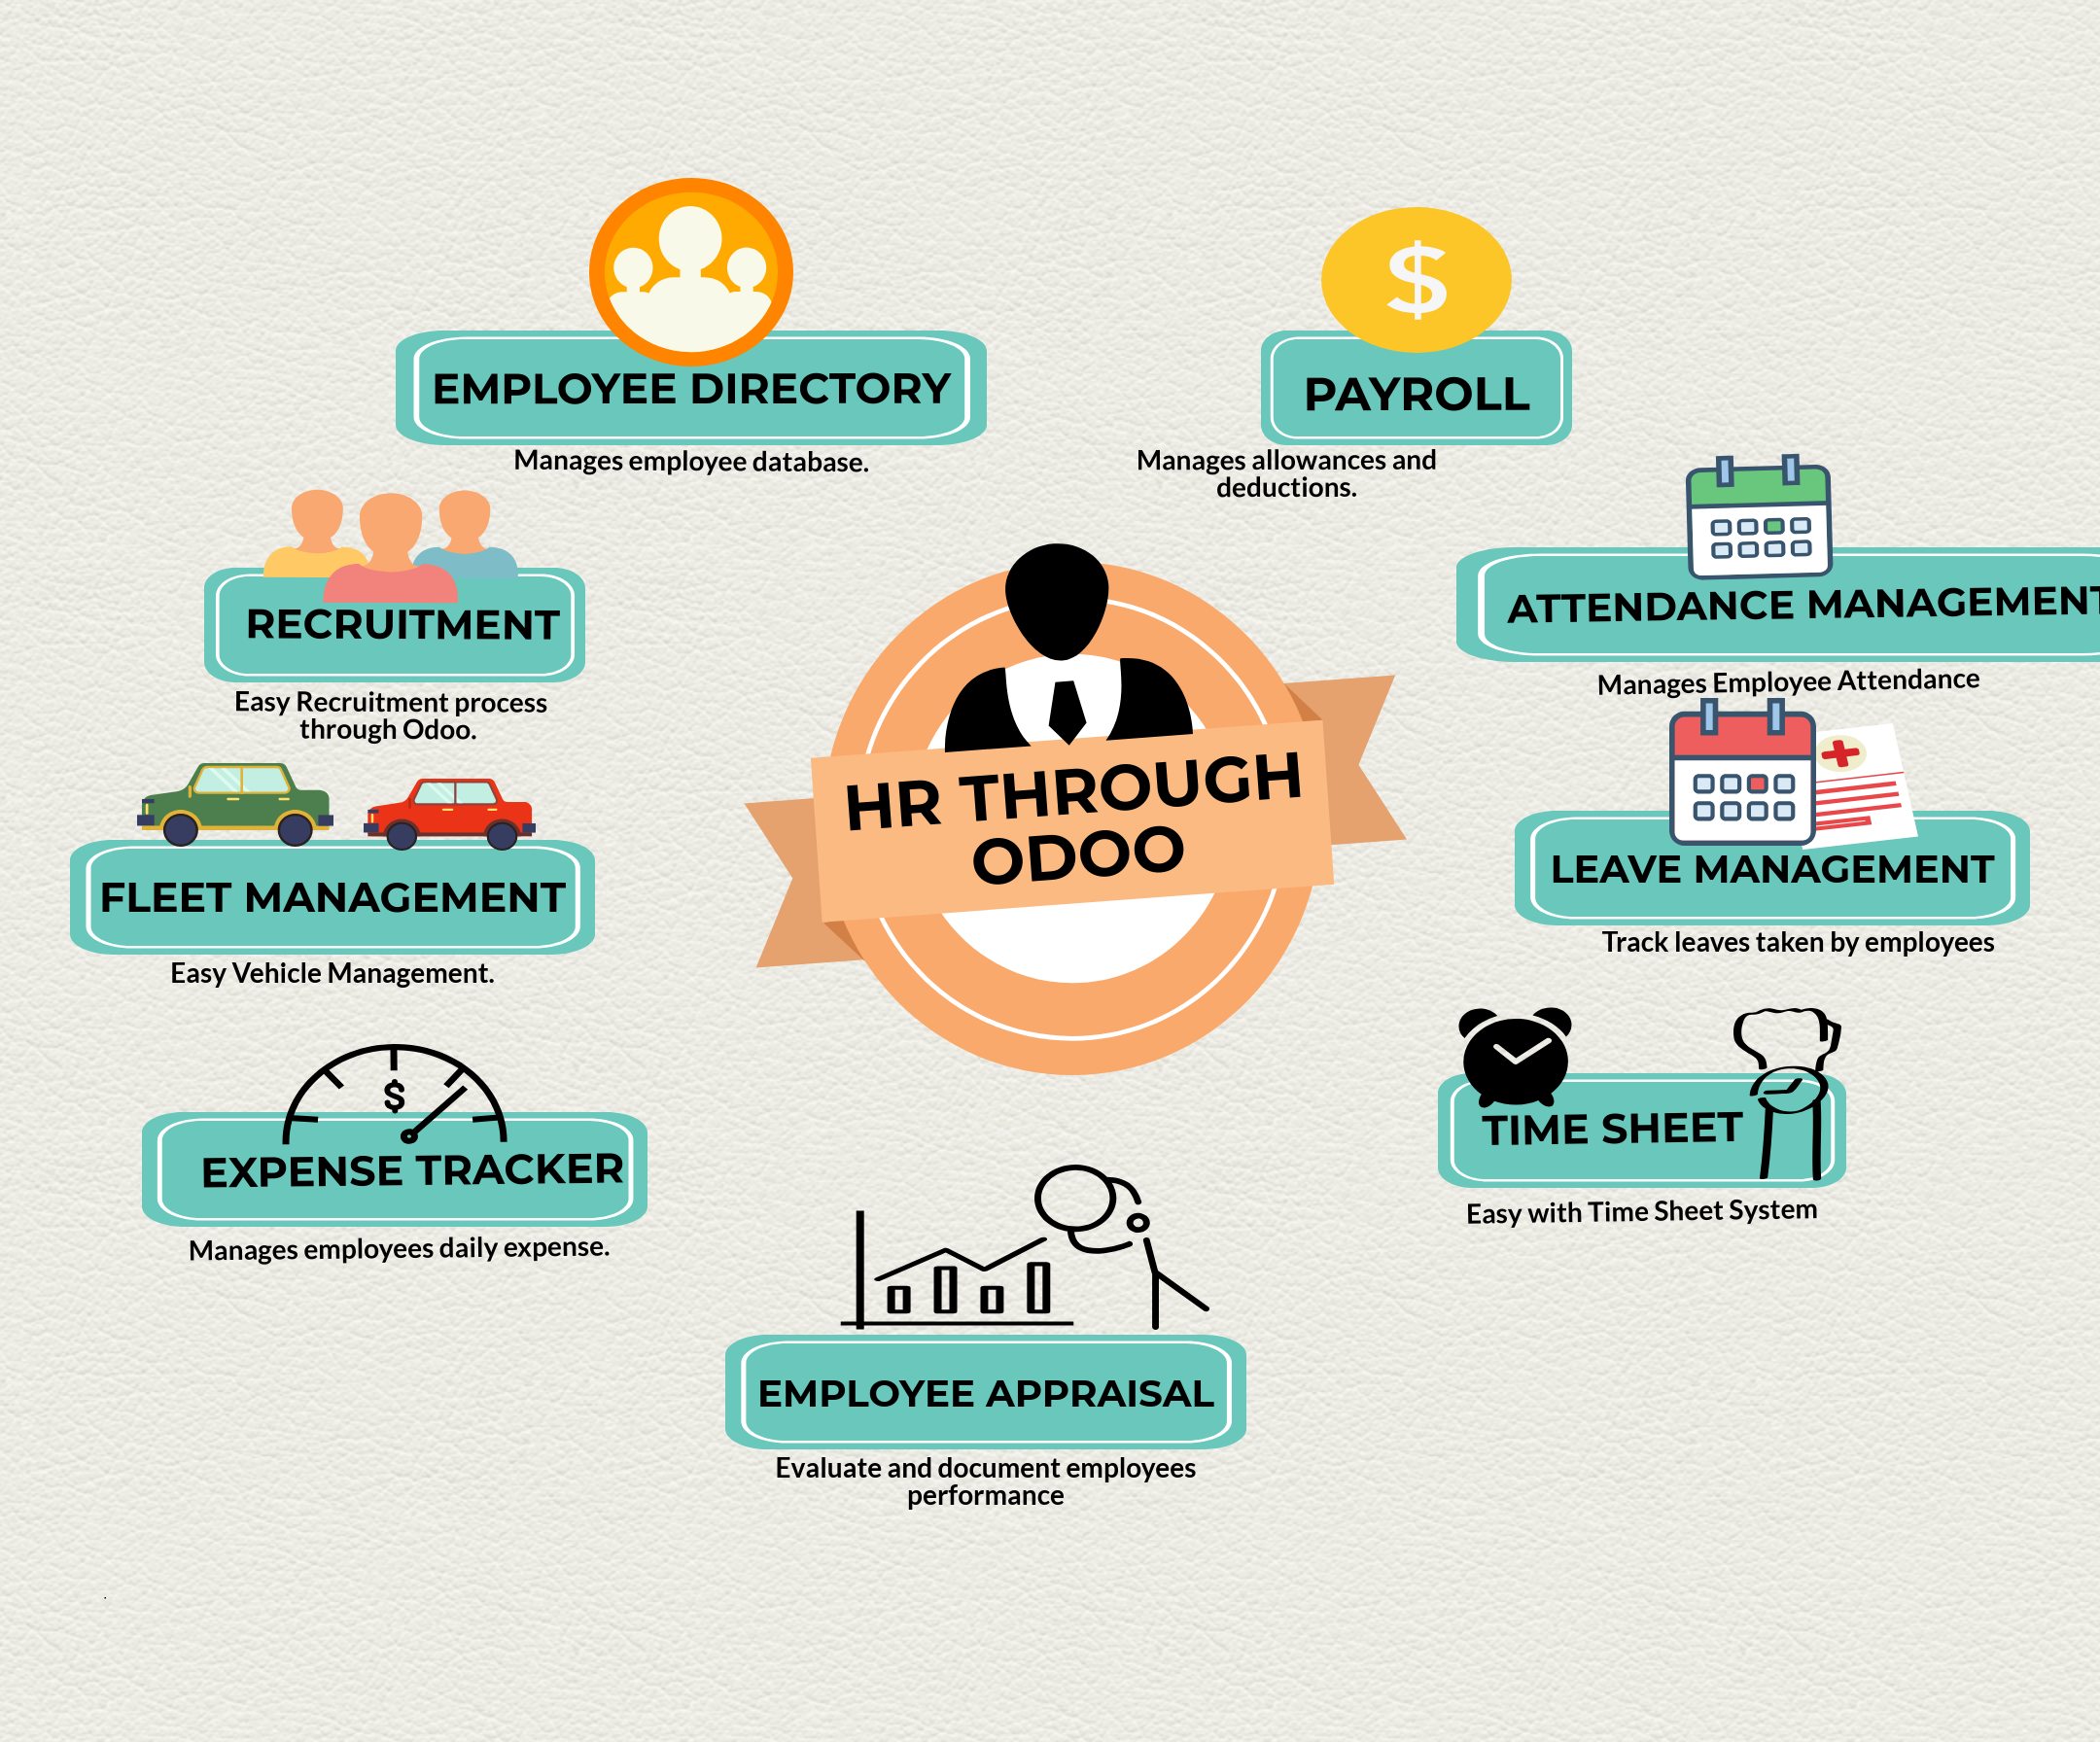 $
EMPLOYEE DIRECTORY
Manages employee database.
$
PAYROLL
Manages allowances and
deductions.
RECRUITMENT
Easy Recruitment process
through Odoo.
ATTENDANCE MANAGEMENT
Manages Employee Attendance
HR THROUGH
ODOO
FLEET MANAGEMENT
Easy Vehicle Management.
LEAVE MANAGEMENT
Track leaves taken by employees
EXPENSE TRACKER
Manages employees daily expense.
TIME SHEET
Easy with Time Sheet System
EMPLOYEE APPRAISAL
Evaluate and document employees
performance